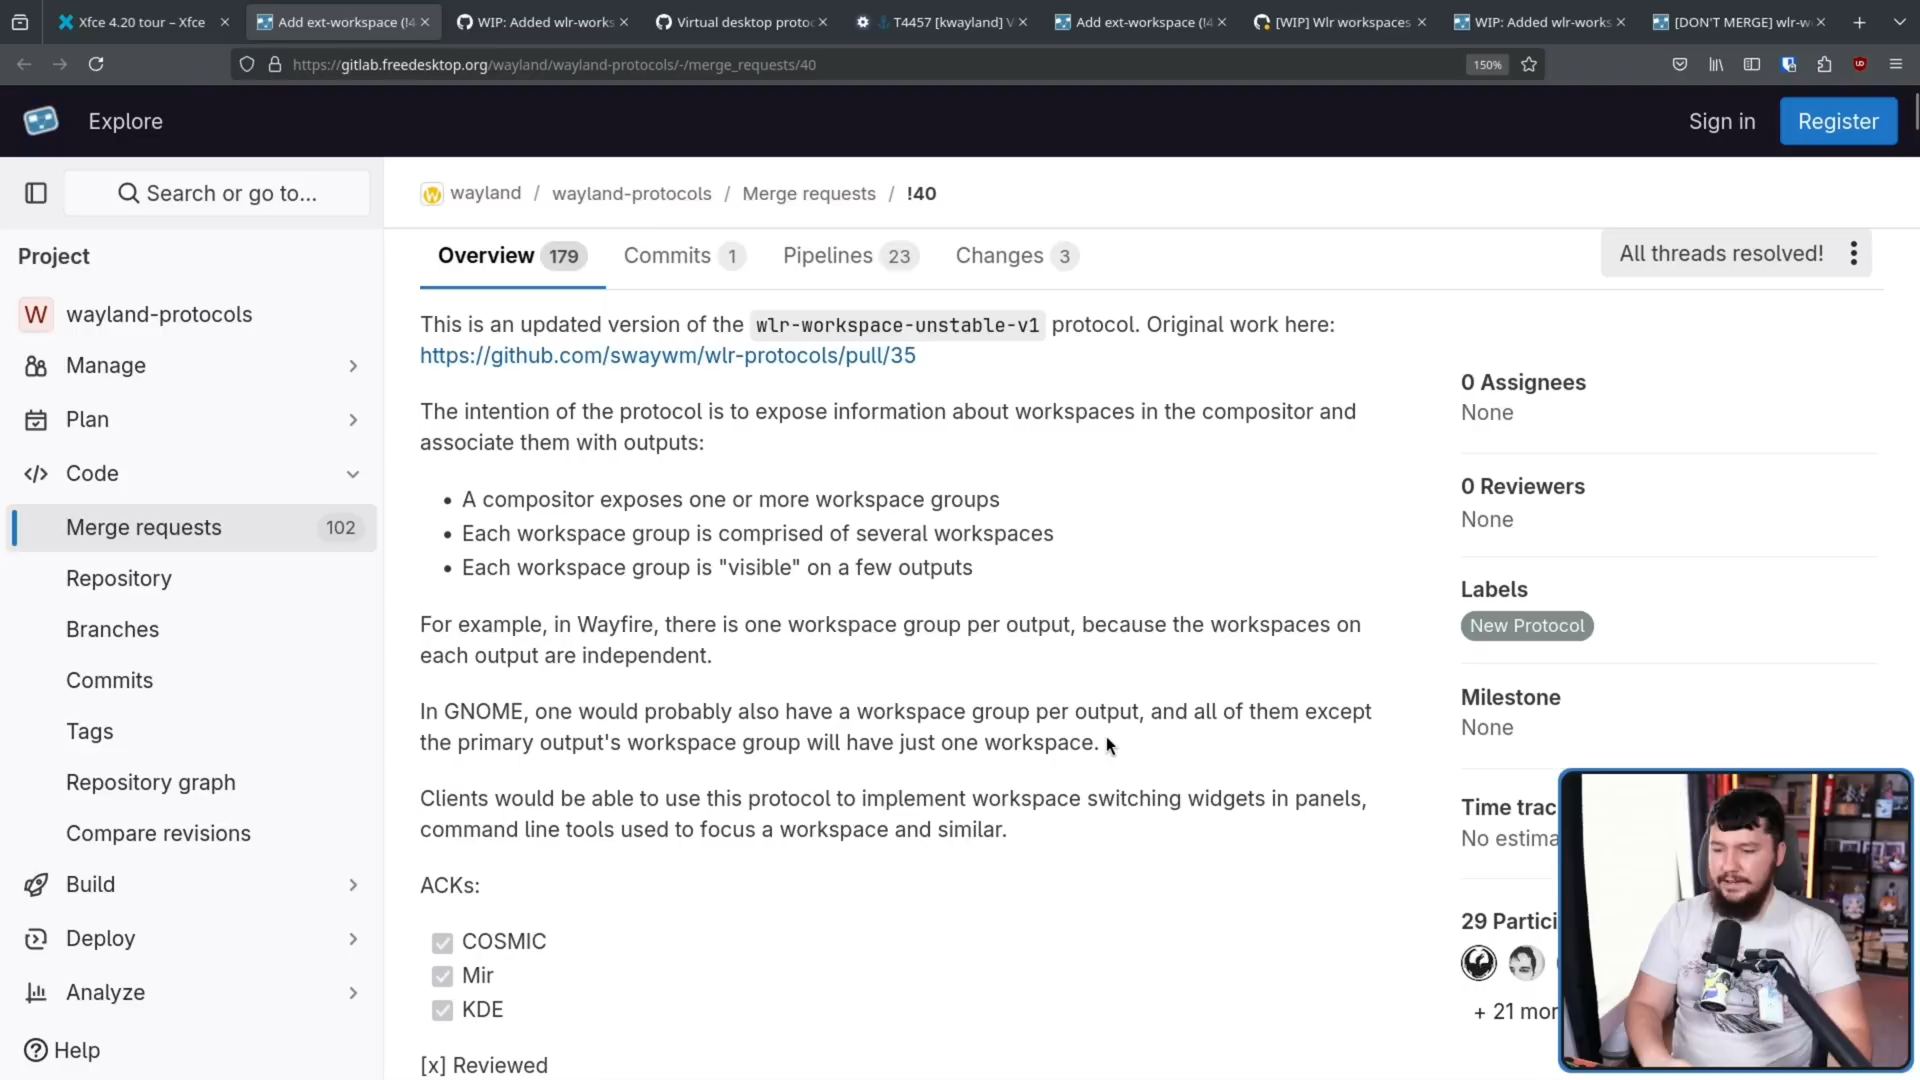 Xfce 4.20 tour – Xfce
Add ext-workspace (!4
WIP: Added wlr-works
Virtual desktop protoc
T4457 [kwayland] V
Add ext-workspace (!4
[WIP] Wlr workspaces
WIP: Added wlr-works
[DON'T MERGE] wlr-w
https://gitlab.freedesktop.org/wayland/wayland-protocols/-/merge_requests/40
150%
Explore
Sign in
Register
Search or go to...
wayland / wayland-protocols / Merge requests / !40
Project
Overview 179
Commits 1
Pipelines 23
Changes 3
All threads resolved!
W wayland-protocols
Manage
Plan
Code
Merge requests 102
Repository
Branches
Commits
Tags
Repository graph
Compare revisions
Build
Deploy
Analyze
Help
This is an updated version of the wlr-workspace-unstable-v1 protocol. Original work here:
https://github.com/swaywm/wlr-protocols/pull/35
The intention of the protocol is to expose information about workspaces in the compositor and
associate them with outputs:
• A compositor exposes one or more workspace groups
• Each workspace group is comprised of several workspaces
• Each workspace group is "visible" on a few outputs
For example, in Wayfire, there is one workspace group per output, because the workspaces on
each output are independent.
In GNOME, one would probably also have a workspace group per output, and all of them except
the primary output's workspace group will have just one workspace.
Clients would be able to use this protocol to implement workspace switching widgets in panels,
command line tools used to focus a workspace and similar.
ACKs:
COSMIC
Mir
KDE
[x] Reviewed
0 Assignees
None
0 Reviewers
None
Labels
New Protocol
Milestone
None
Time trac
No estima
29 Partici
+ 21 mor